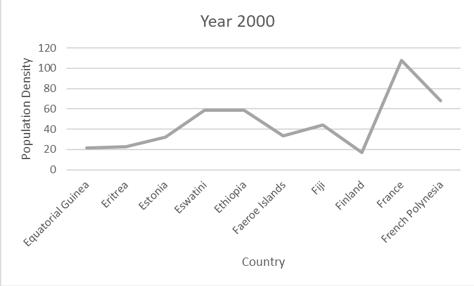 Year 2000
Population Density
120
100
80
60
40
20
0
Equatorial Guinea
Eritrea
Estonia
Eswatini
Ethiopia
Faeroe Islands
Fiji
Finland
France
French Polynesia
Country